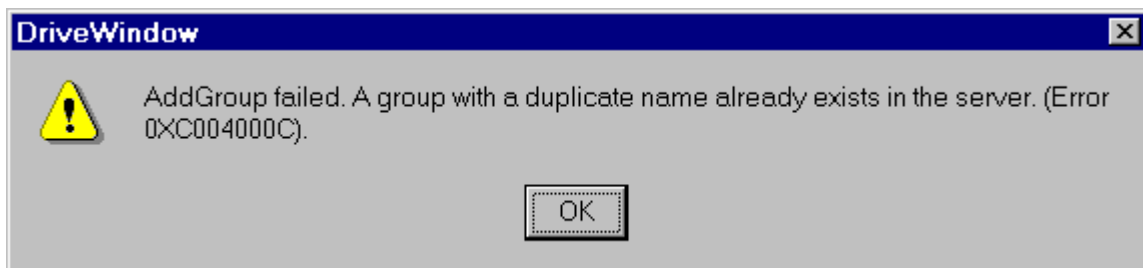 DriveWindow
AddGroup failed. A group with a duplicate name already exists in the server. (Error
0XC004000C).
OK